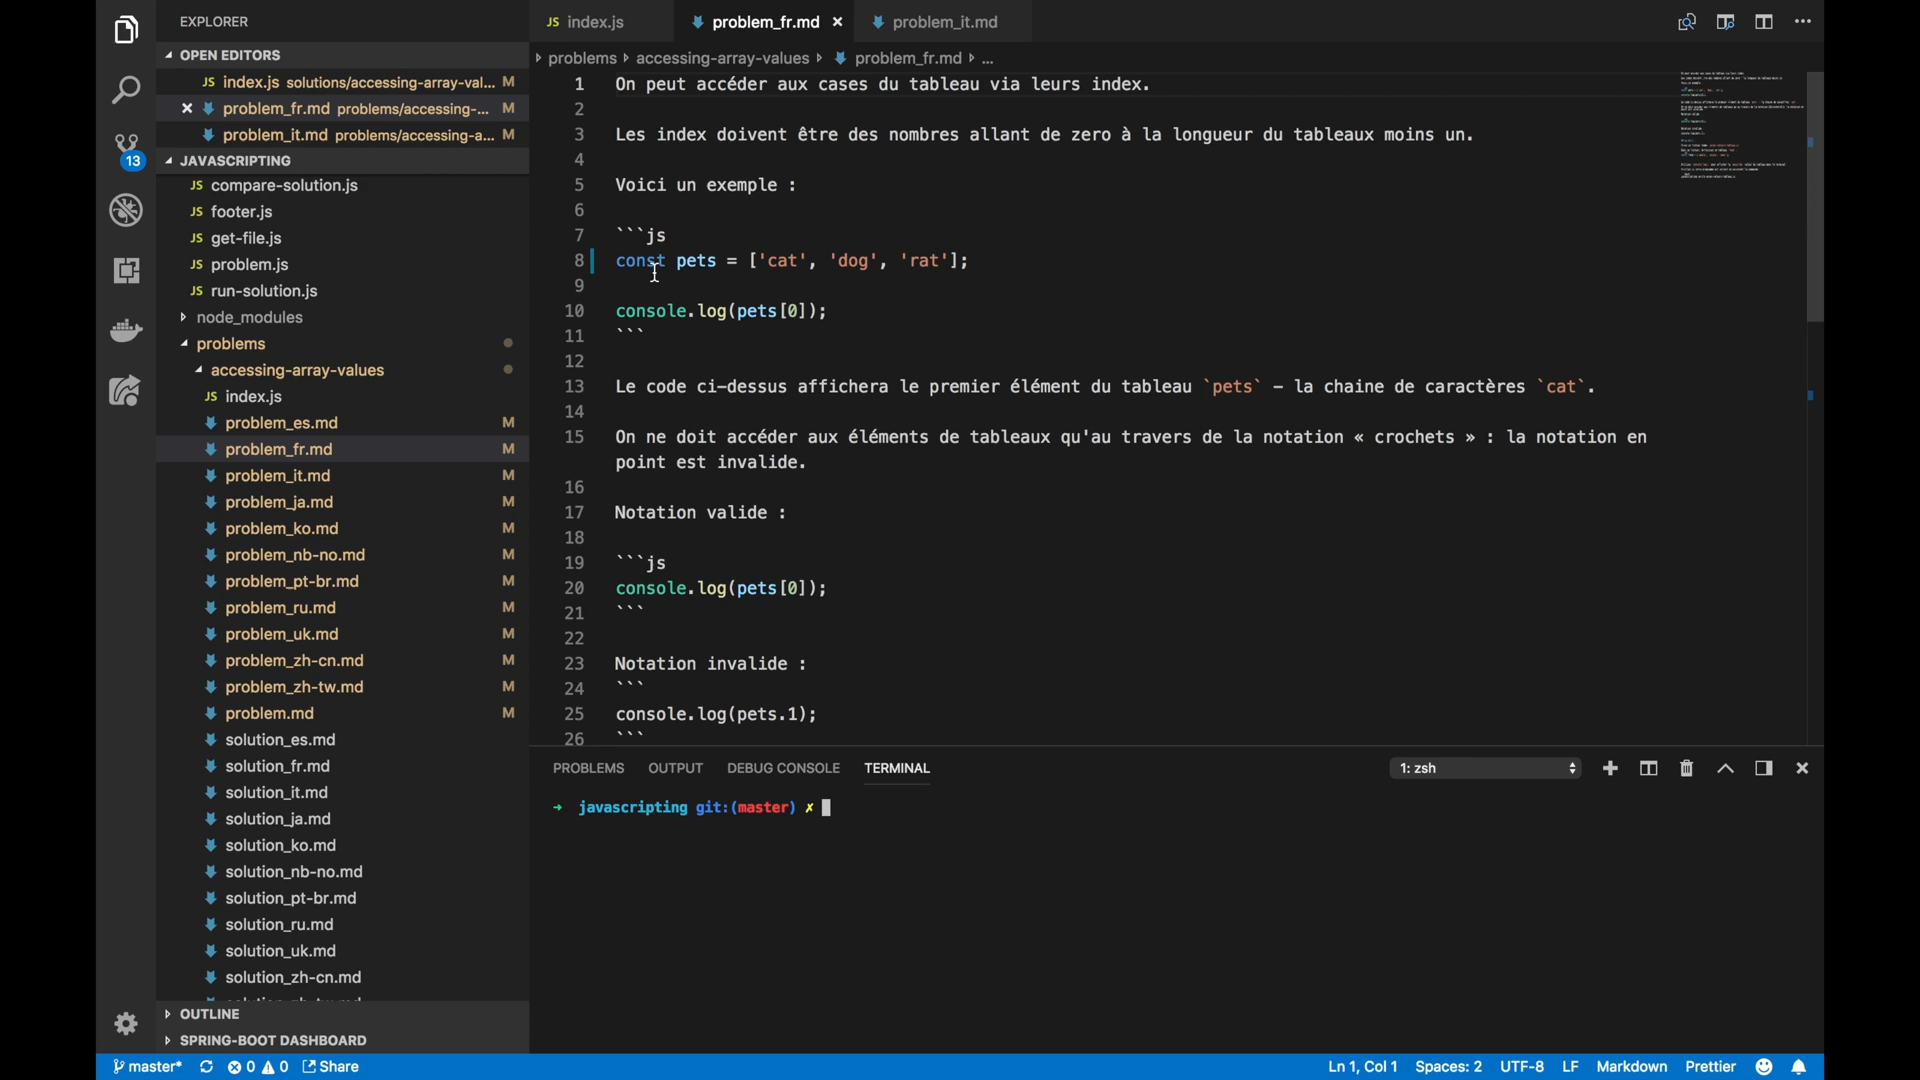 EXPLORER
OPEN EDITORS
JS index.js solutions/accessing-array-val... M
problem_fr.md problems/accessing-... M
problem_it.md problems/accessing-a... M
13
JAVASCRIPTING
JS compare-solution.js
JS footer.js
JS get-file.js
JS problem.js
JS run-solution.js
node_modules
problems
accessing-array-values
JS index.js
problem_es.md M
problem_fr.md M
problem_it.md M
problem_ja.md M
problem_ko.md M
problem_nb-no.md M
problem_pt-br.md M
problem_ru.md M
problem_uk.md M
problem_zh-cn.md M
problem_zh-tw.md M
problem.md M
solution_es.md
solution_fr.md
solution_it.md
solution_ja.md
solution_ko.md
solution_nb-no.md
solution_pt-br.md
solution_ru.md
solution_uk.md
solution_zh-cn.md
OUTLINE
SPRING-BOOT DASHBOARD
JS index.js problem_fr.md problem_it.md
problems accessing-array-values problem_fr.md ...
1 On peut accéder aux cases du tableau via leurs index.
2
3 Les index doivent être des nombres allant de zero à la longueur du tableaux moins un.
4
5 Voici un exemple :
6
7 ```js
8 const pets = ['cat', 'dog', 'rat'];
9
10 console.log(pets[0]);
11 ```
12
13 Le code ci-dessus affichera le premier élément du tableau `pets` – la chaine de caractères `cat`.
14
15 On ne doit accéder aux éléments de tableaux qu'au travers de la notation « crochets » : la notation en
point est invalide.
16
17 Notation valide :
18
19 ```js
20 console.log(pets[0]);
21 ```
22
23 Notation invalide :
24 ```
25 console.log(pets.1);
26 ```
PROBLEMS OUTPUT DEBUG CONSOLE TERMINAL 1: zsh
➜ javascripting git:(master) ✗
master* 0 0 Share Ln 1, Col 1 Spaces: 2 UTF-8 LF Markdown Prettier